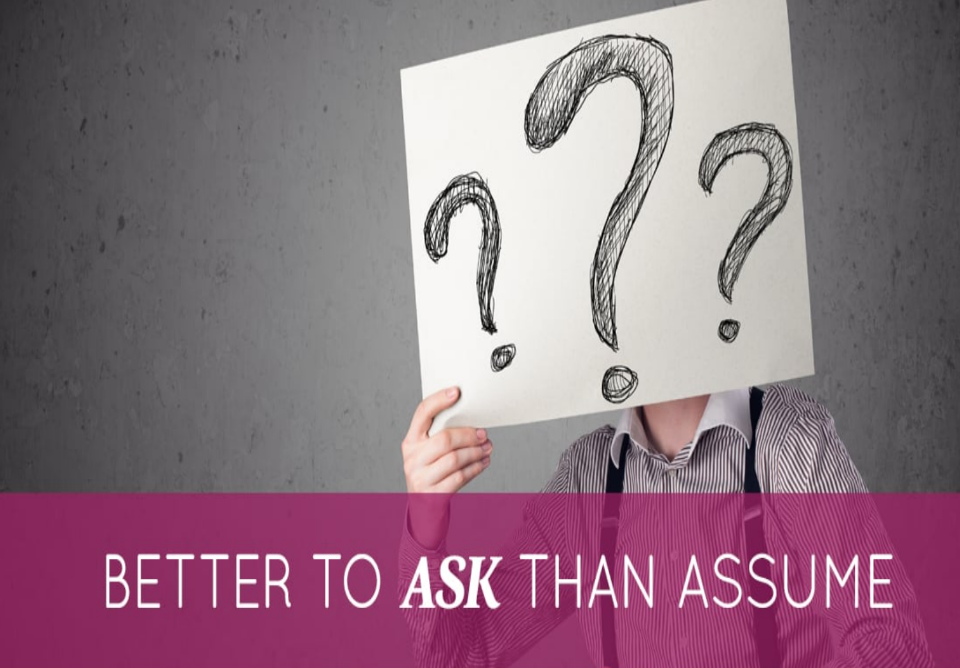 ? ? ?
BETTER TO ASK THAN ASSUME